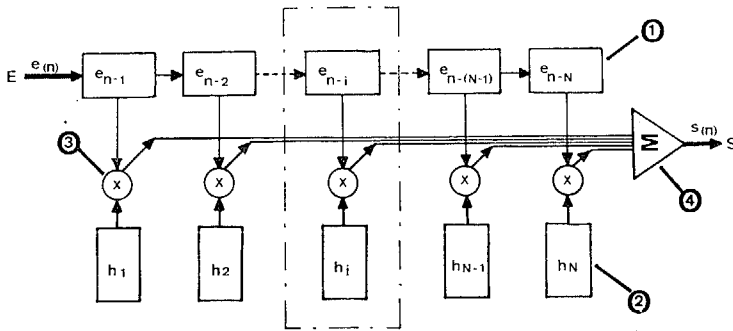 ①
E e(n) e n-1 e n-2 e n-i e n-(N-1) e n-N
③ M s(n) S
x x x x x
④
h1 h2 hi hN-1 hN
②